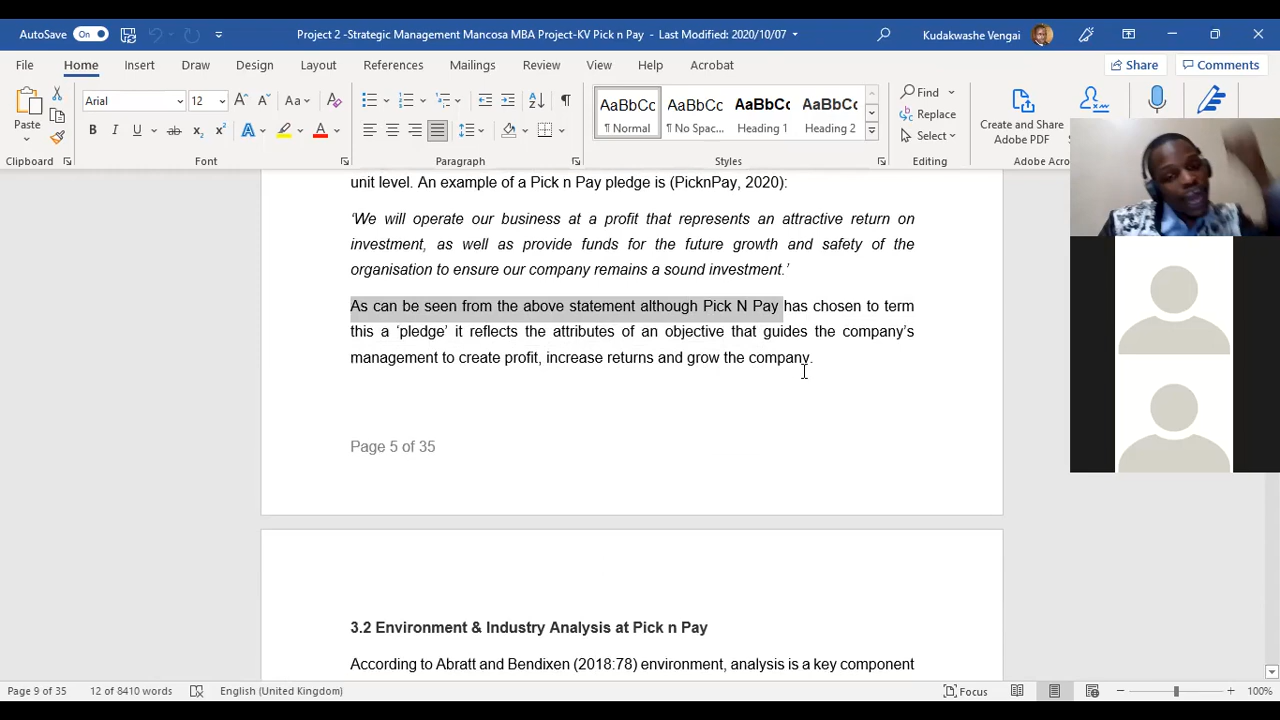 AutoSave On Project 2 -Strategic Management Mancosa MBA Project-KV Pick n Pay - Last Modified: 2020/10/07 Kudakwashe Vengai
File Home Insert Draw Design Layout References Mailings Review View Help Acrobat Share Comments
Paste Arial 12 Aa AaBbCc AaBbCc AaBbCc AaBbCc Find
B I U ab x₂ x² A A ¶ Normal ¶ No Spac... Heading 1 Heading 2 Replace Select Create and Share Adobe PDF
Clipboard Font Paragraph Styles Editing Adobe Acro
unit level. An example of a Pick n Pay pledge is (PicknPay, 2020):
‘We will operate our business at a profit that represents an attractive return on
investment, as well as provide funds for the future growth and safety of the
organisation to ensure our company remains a sound investment.’
As can be seen from the above statement although Pick N Pay has chosen to term
this a ‘pledge’ it reflects the attributes of an objective that guides the company’s
management to create profit, increase returns and grow the company.
Page 5 of 35
3.2 Environment & Industry Analysis at Pick n Pay
According to Abratt and Bendixen (2018:78) environment, analysis is a key component
Page 9 of 35 12 of 8410 words English (United Kingdom) Focus 100%